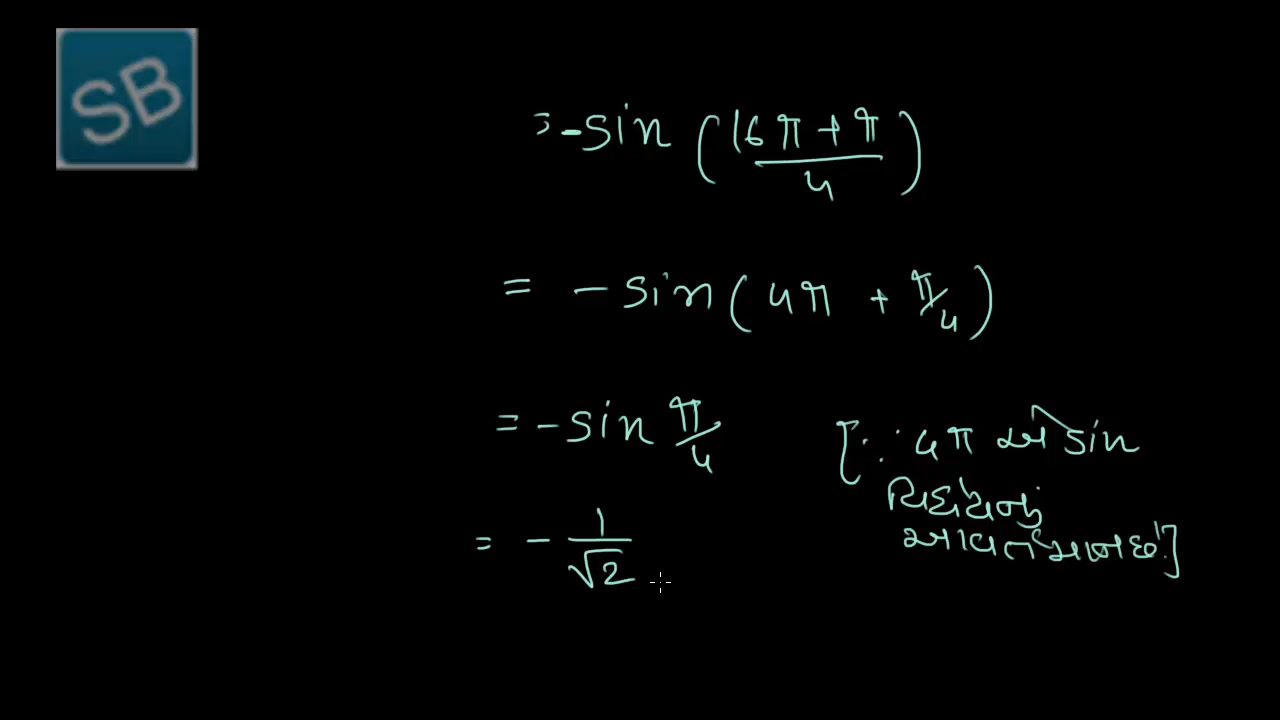 SB
= -sin (16π + π / 4)
= - sin (4π + π/4)
= - sin π/4 [∵ 4π એ sin
વિધેયનું
= - 1/√2 આવર્તમાન છે.]